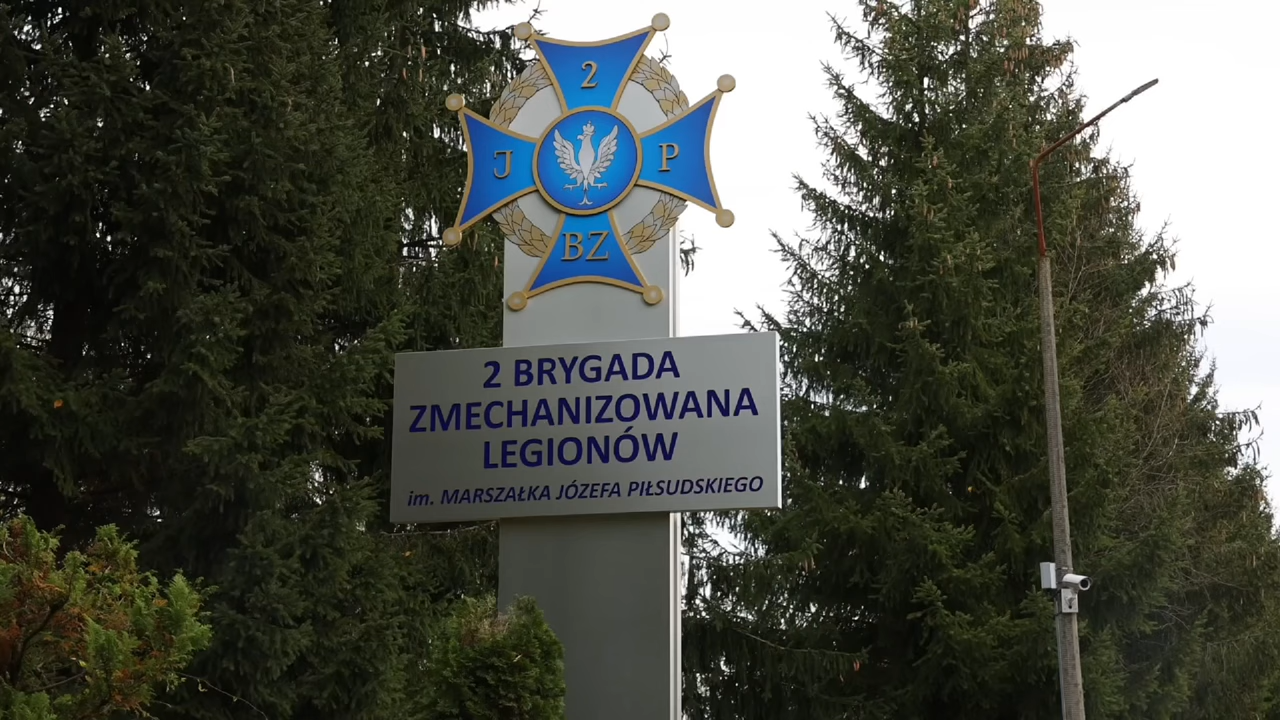 2
J P
BZ
2 BRYGADA
ZMECHANIZOWANA
LEGIONÓW
im. MARSZAŁKA JÓZEFA PIŁSUDSKIEGO